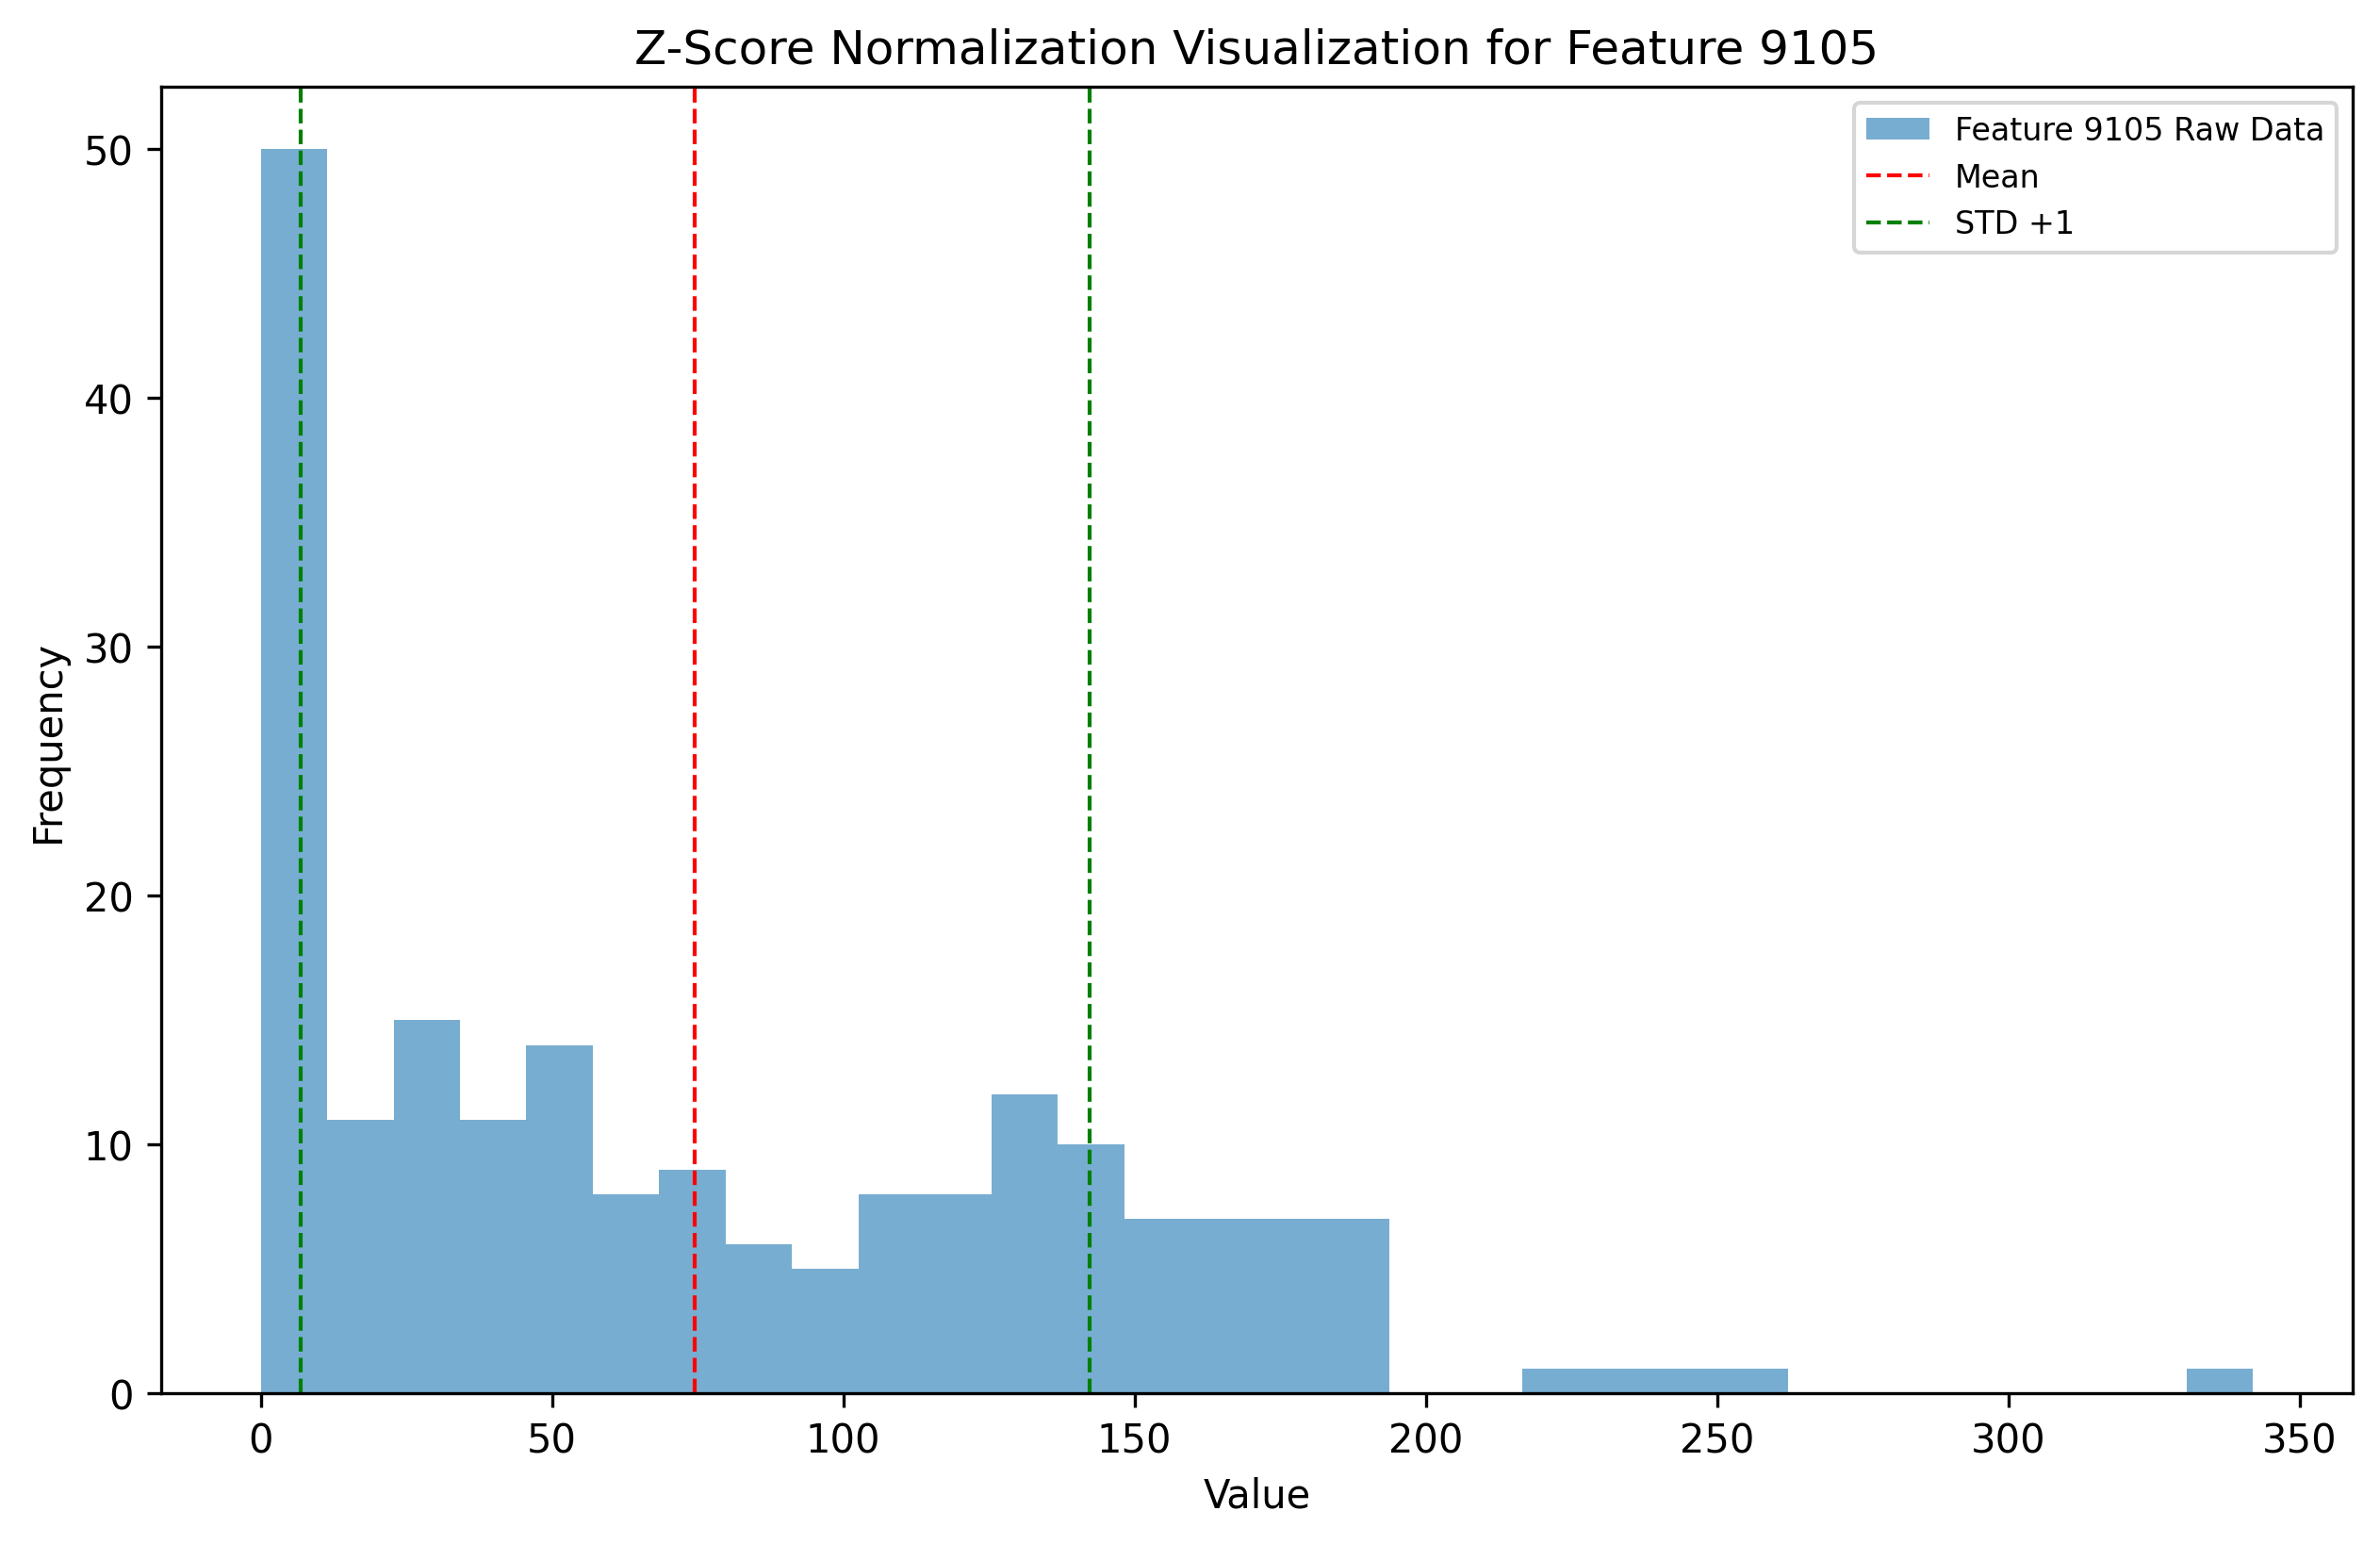 Z-Score Normalization Visualization for Feature 9105
Feature 9105 Raw Data
Mean
STD +1
50
40
30
20
10
0
Frequency
0 50 100 150 200 250 300 350
Value